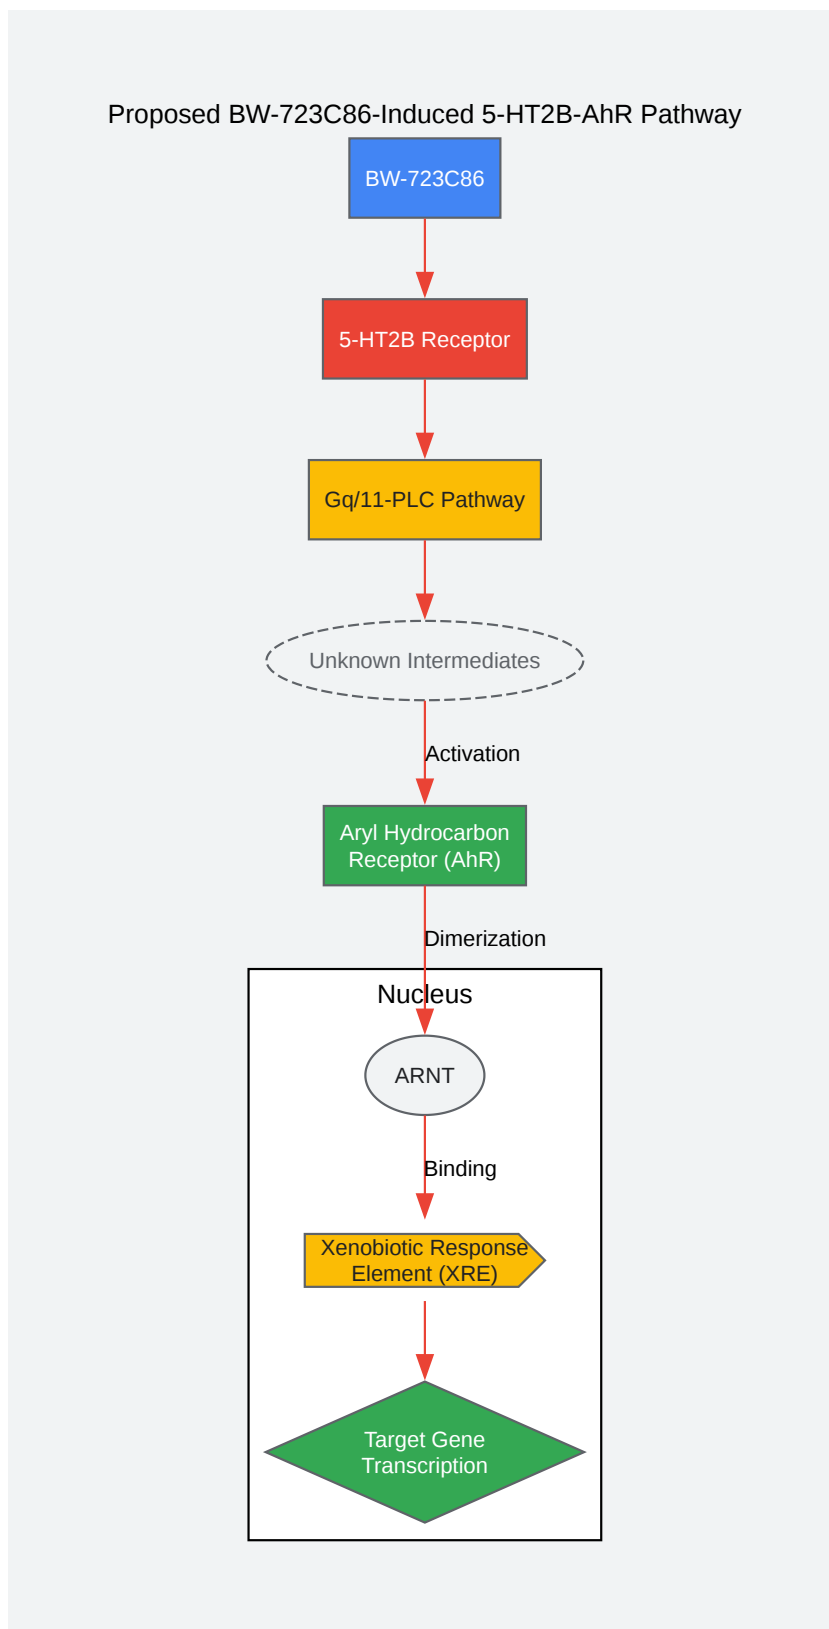 Proposed BW-723C86-Induced 5-HT2B-AhR Pathway
BW-723C86
5-HT2B Receptor
Gq/11-PLC Pathway
Unknown Intermediates
Activation
Aryl Hydrocarbon
Receptor (AhR)
Dimerization
Nucleus
ARNT
Binding
Xenobiotic Response
Element (XRE)
Target Gene
Transcription